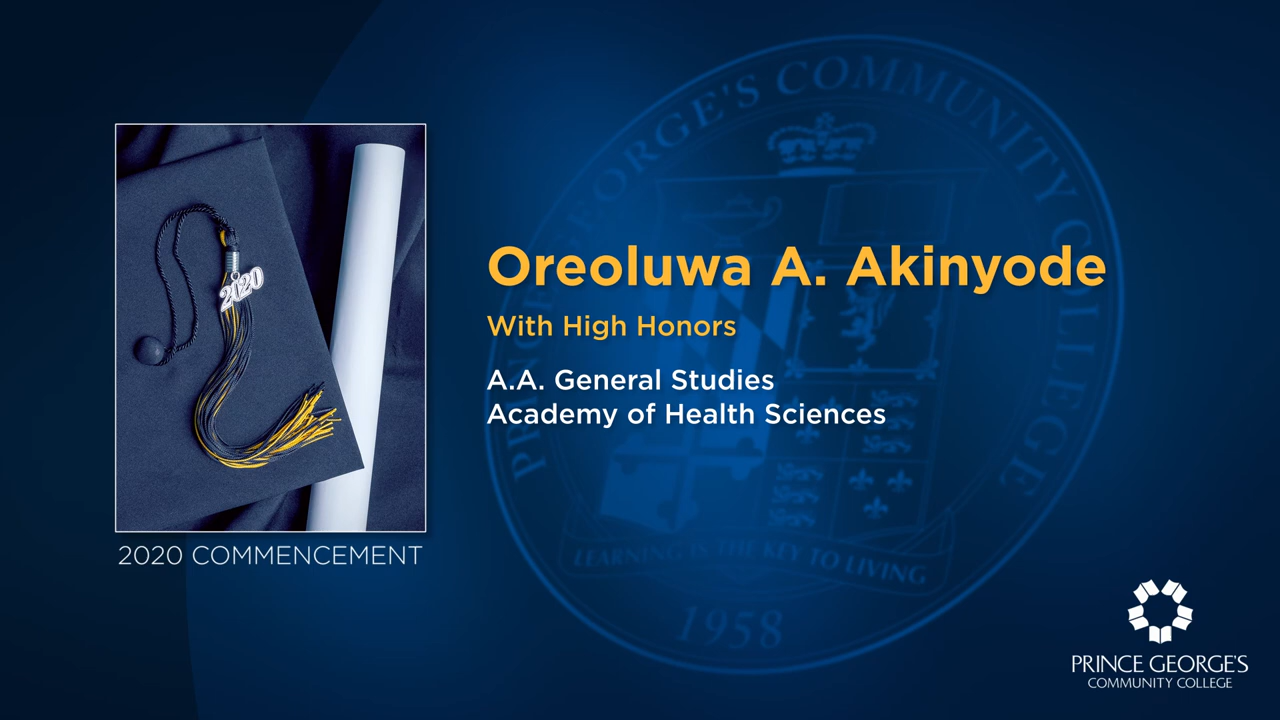 PRINCE GEORGE'S COMMUNITY COLLEGE
2020
Oreoluwa A. Akinyode
With High Honors
A.A. General Studies
Academy of Health Sciences
2020 COMMENCEMENT
LEARNING IS THE KEY TO LIVING
1958
PRINCE GEORGE'S
COMMUNITY COLLEGE